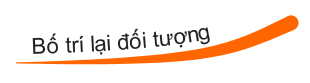 Bố trí lại đối tượng